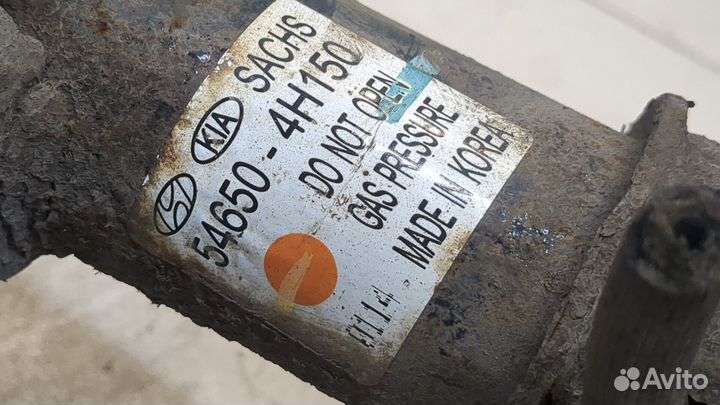 KIA SACHS
54650-4H150
DO NOT OPEN
GAS PRESSURE
MADE IN KOREA
Avito